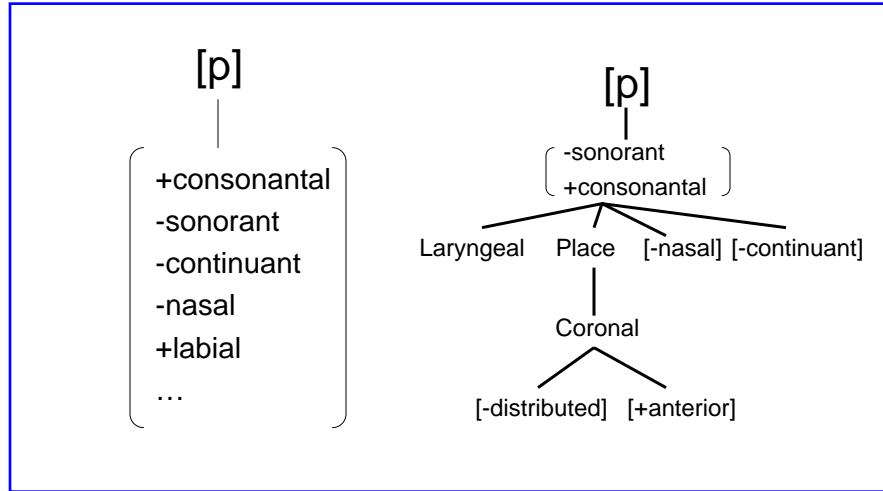 [p]
+consonantal
-sonorant
-continuant
-nasal
+labial
…
[p]
-sonorant
+consonantal
Laryngeal Place [-nasal] [-continuant]
Coronal
[-distributed] [+anterior]